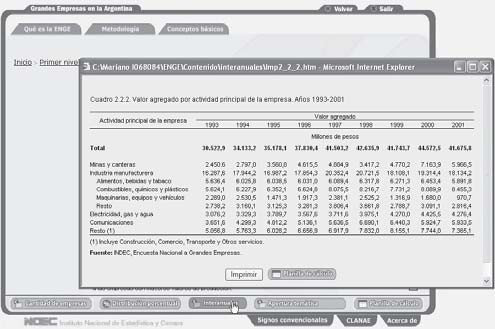 Grandes Empresas en la Argentina
Volver
Salir
Qué es la ENGE
Metodología
Conceptos básicos
Inicio > Primer nive
C:\Mariano I068084\ENGE\Contenido\interanuales\Imp2_2_2.htm - Microsoft Internet Explorer
Cuadro 2.2.2. Valor agregado por actividad principal de la empresa. Años 1993-2001
Actividad principal de la empresa
Valor agregado
1993 1994 1995 1996 1997 1998 1999 2000 2001
Millones de pesos
Total 30.522,9 34.133,2 35.178,1 37.830,4 41.503,2 42.635,9 41.743,7 44.572,5 41.675,8
Minas y canteras 2.450,6 2.797,0 3.560,8 4.615,5 4.604,9 3.417,2 4.770,2 7.163,9 5.966,5
Industria manufacturera 16.287,6 17.944,2 16.987,2 17.854,3 20.352,4 20.721,5 18.108,1 19.314,4 18.134,2
Alimentos, bebidas y tabaco 5.636,4 6.025,8 6.038,5 6.031,0 6.089,4 6.317,8 6.271,3 6.453,4 5.891,8
Combustibles, químicos y plásticos 5.624,1 6.227,9 6.352,1 6.624,8 8.075,5 8.216,7 7.731,2 8.089,9 8.455,3
Maquinarias, equipos y vehículos 2.289,0 2.530,5 1.471,3 1.917,3 2.381,1 2.525,2 1.316,9 1.680,0 970,7
Resto 2.738,2 3.160,1 3.125,3 3.281,3 3.806,4 3.661,8 2.788,7 3.091,1 2.816,4
Electricidad, gas y agua 3.076,2 3.329,3 3.789,7 3.567,6 3.711,5 3.975,1 4.270,0 4.425,5 4.276,4
Comunicaciones 3.651,6 4.299,3 4.812,2 5.136,1 5.636,5 6.690,1 6.440,3 5.924,7 5.933,5
Resto (1) 5.056,8 5.763,3 6.028,2 6.656,9 6.917,9 7.832,0 8.155,1 7.744,0 7.365,1
(1) Incluye Construcción, Comercio, Transporte y Otros servicios.
Fuente: INDEC, Encuesta Nacional a Grandes Empresas.
Imprimir
Planilla de cálculo
Cantidad de empresas
Distribución porcentual
Interanuales
Apertura temática
Planilla de cálculo
INDEC Instituto Nacional de Estadística y Censos
Signos convencionales
CLANAE
Acerca de